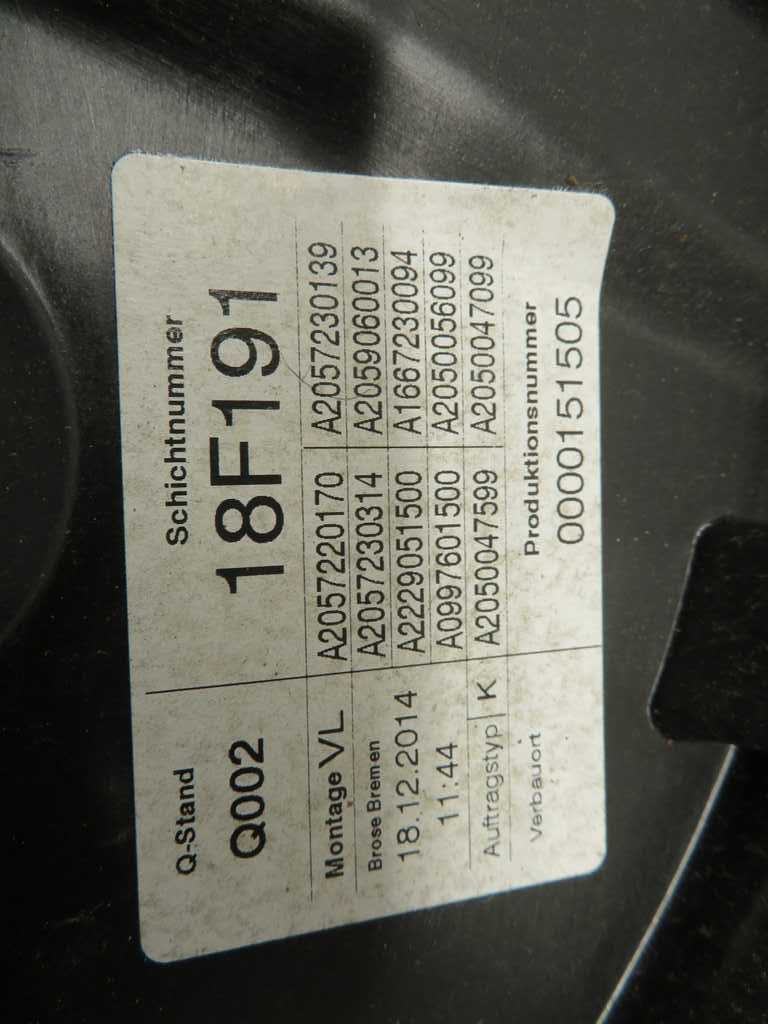 Q-Stand Schichtnummer
Q002 18F191
Montage VL A2057220170 A2057230139
Brose Bremen A2057230314 A2059060013
18.12.2014 A2229051500 A1667230094
11:44 A0997601500 A2050056099
Auftragstyp K A2050047599 A2050047099
Verbauort Produktionsnummer
0000151505